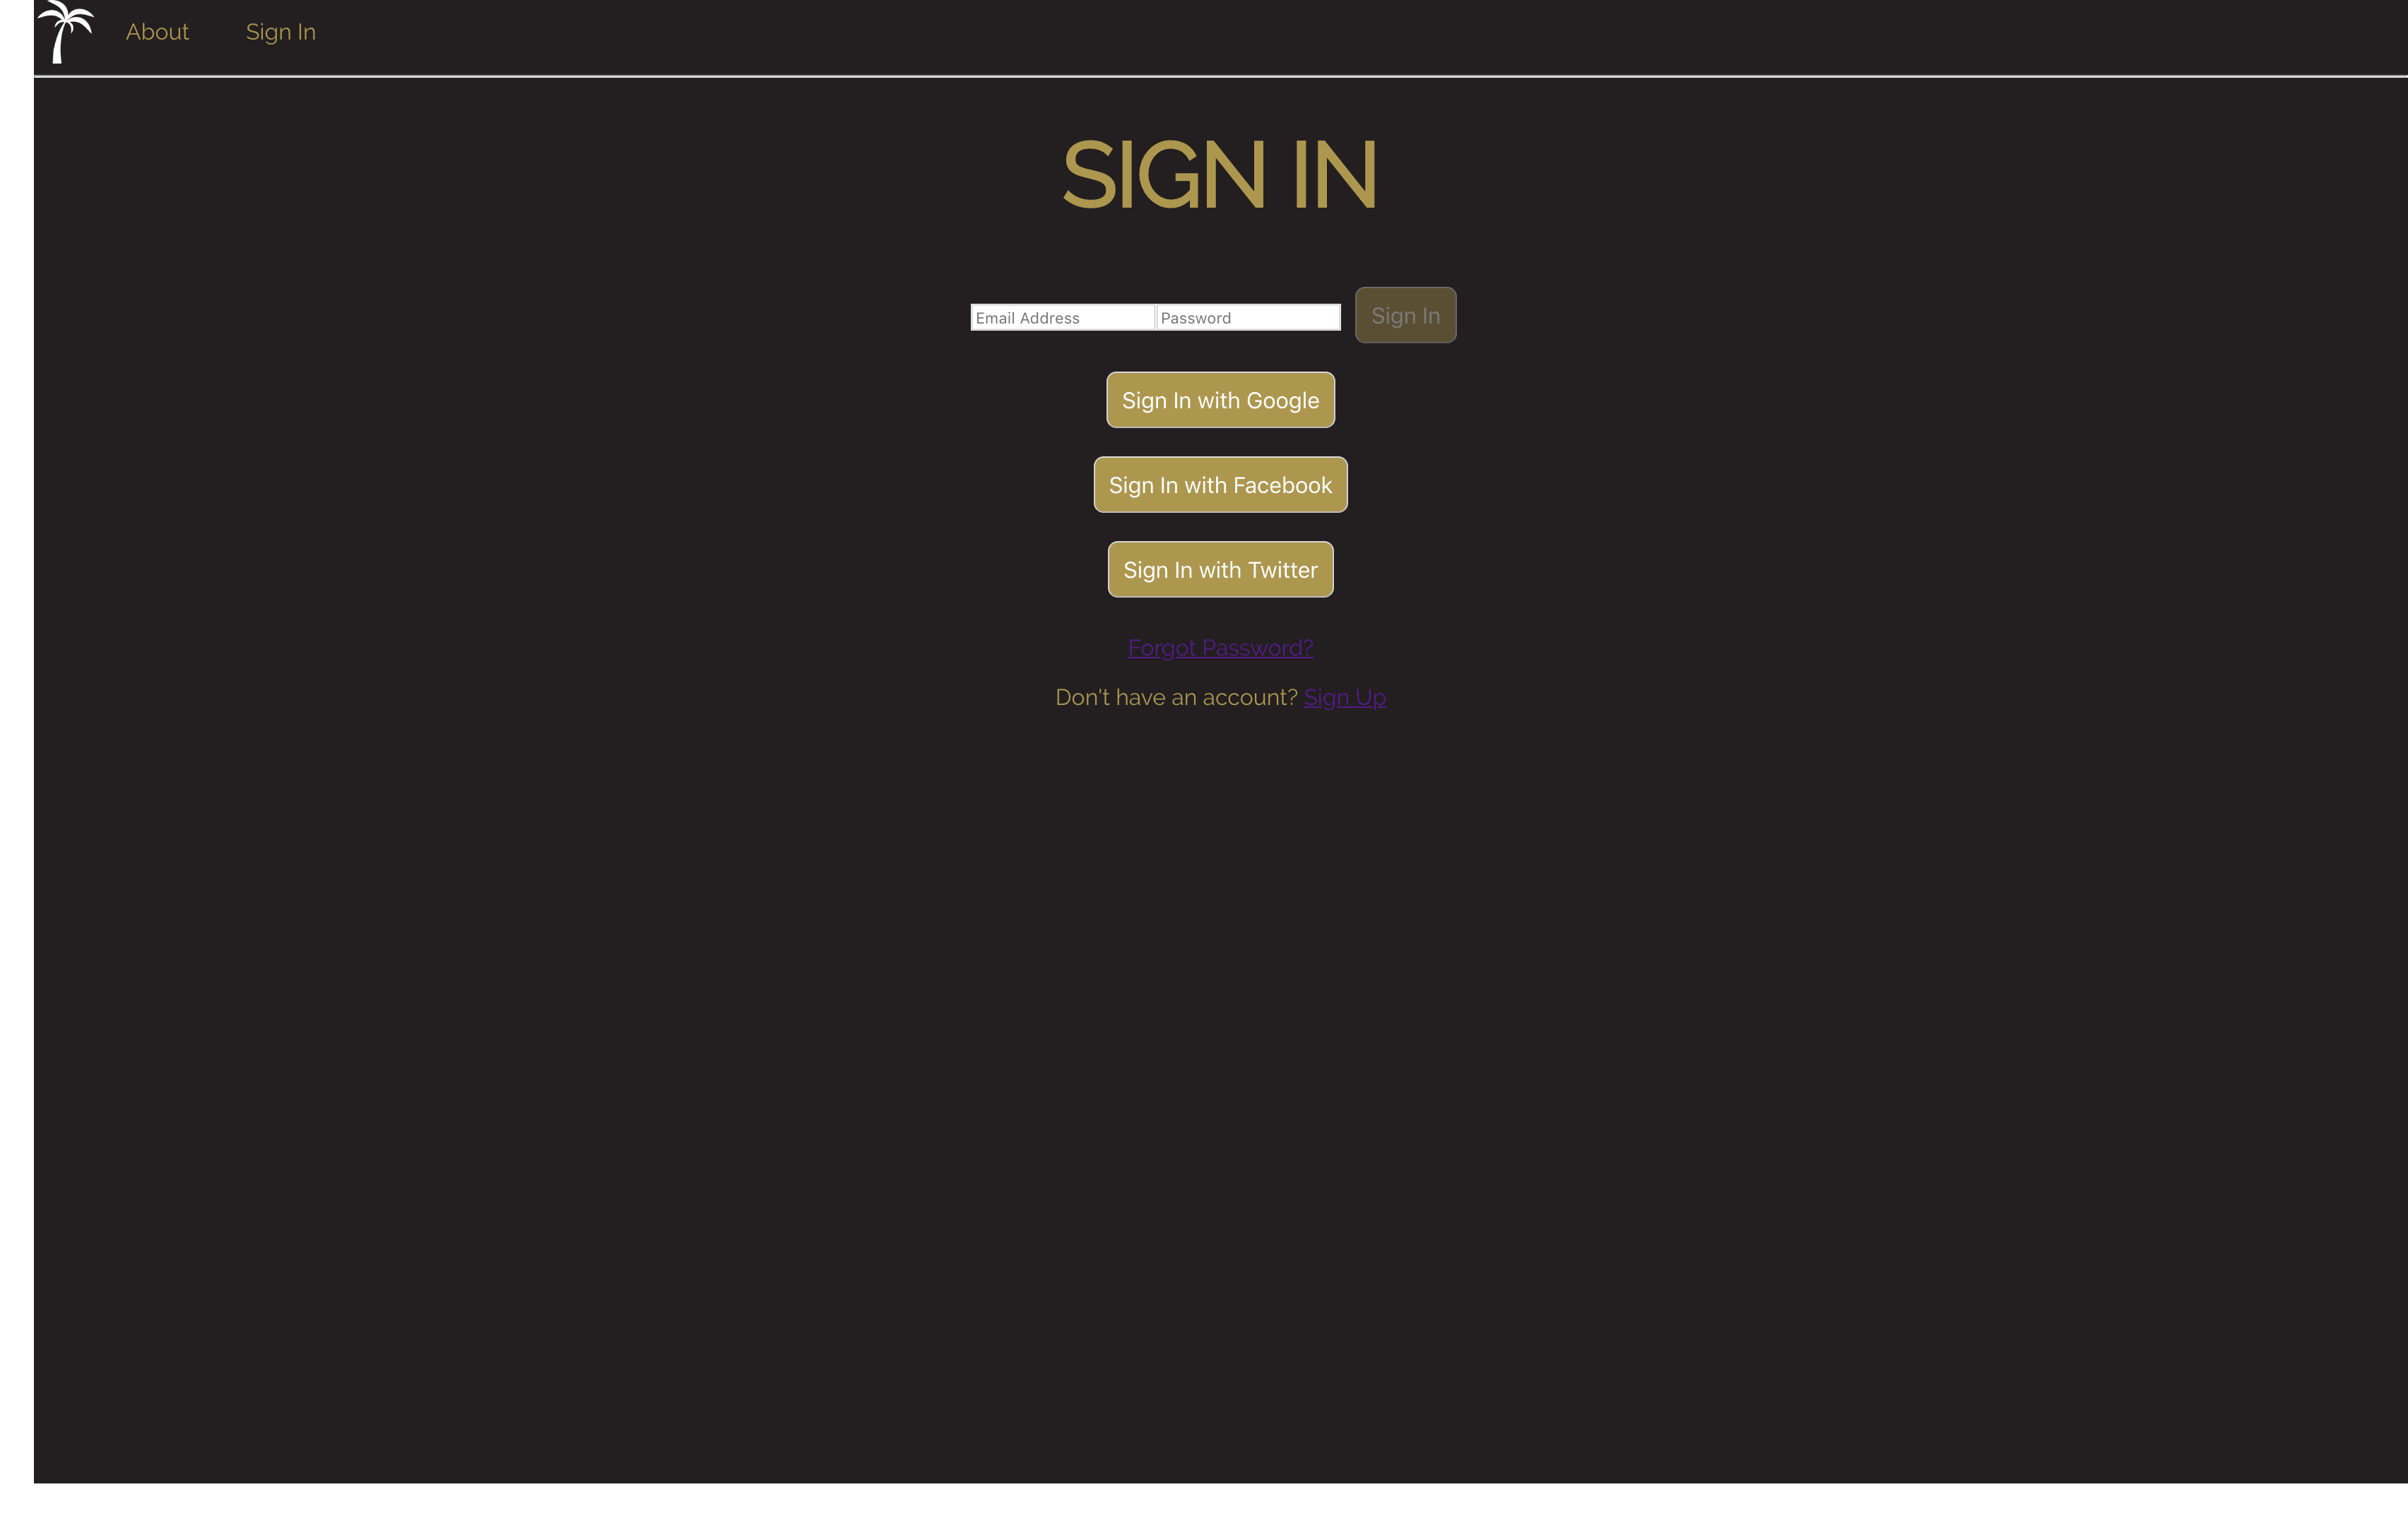 About Sign In
SIGN IN
Email Address Password Sign In
Sign In with Google
Sign In with Facebook
Sign In with Twitter
Forgot Password?
Don't have an account? Sign Up